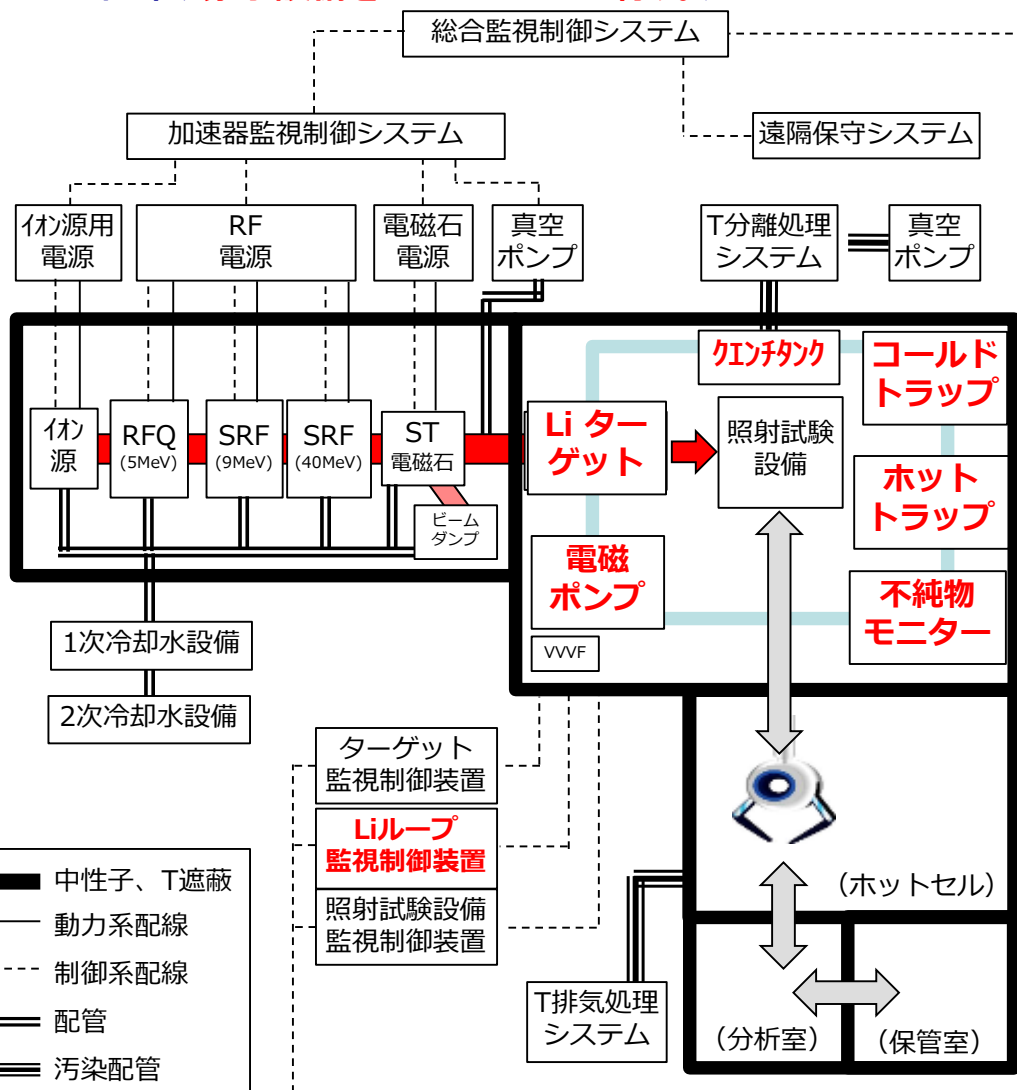 総合監視制御システム
加速器監視制御システム
遠隔保守システム
ｲｵﾝ源用
電源
RF
電源
電磁石
電源
真空
ポンプ
T分離処理
システム
真空
ポンプ
ｸｴﾝﾁﾀﾝｸ
コールド
トラップ
ｲｵﾝ
源
RFQ
(5MeV)
SRF
(9MeV)
SRF
(40MeV)
ST
電磁石
Li ター
ゲット
照射試験
設備
ホット
トラップ
ビーム
ダンプ
電磁
ポンプ
不純物
モニター
VVVF
1次冷却水設備
2次冷却水設備
ターゲット
監視制御装置
Liループ
監視制御装置
照射試験設備
監視制御装置
（ホットセル）
T排気処理
システム
（分析室）
（保管室）
中性子、T遮蔽
動力系配線
制御系配線
配管
汚染配管